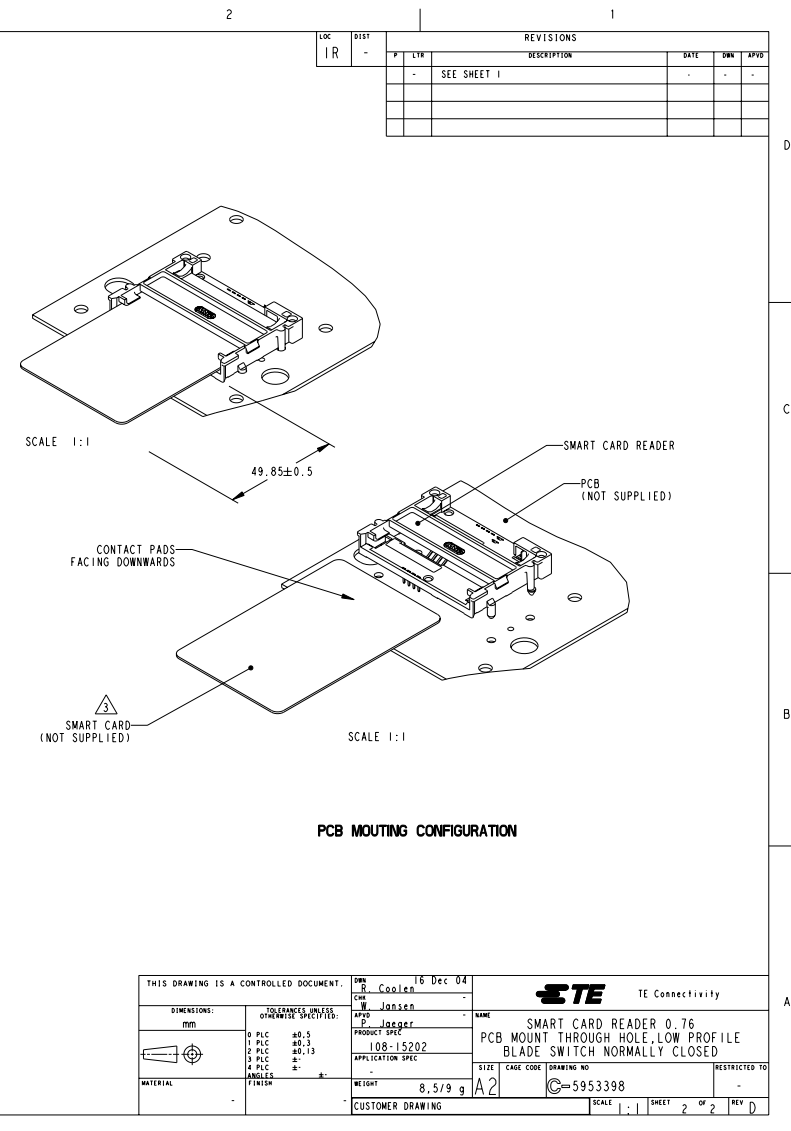 2 1
LOC DIST REVISIONS
1R - P LTR DESCRIPTION DATE DWN APVD
- SEE SHEET 1 - - -
D
C
B
A
SCALE 1:1
49.85±0.5
SMART CARD READER
PCB
(NOT SUPPLIED)
CONTACT PADS
FACING DOWNWARDS
3
SMART CARD
(NOT SUPPLIED)
SCALE 1:1
PCB MOUTING CONFIGURATION
THIS DRAWING IS A CONTROLLED DOCUMENT.
DIMENSIONS:
mm
TOLERANCES UNLESS
OTHERWISE SPECIFIED:
0 PLC ±0,5
1 PLC ±0,3
2 PLC ±0,13
3 PLC ±-
4 PLC ±-
ANGLES ±-
MATERIAL
-
FINISH
-
DWN 16 Dec 04
R. Coolen
CHK -
W. Jansen
APVD -
P. Jaeger
PRODUCT SPEC
108-15202
APPLICATION SPEC
-
WEIGHT 8,5/9 g
CUSTOMER DRAWING
TE TE Connectivity
NAME
SMART CARD READER 0.76
PCB MOUNT THROUGH HOLE,LOW PROFILE
BLADE SWITCH NORMALLY CLOSED
SIZE CAGE CODE DRAWING NO RESTRICTED TO
A2 C-5953398 -
SCALE 1:1 SHEET 2 OF 2 REV D